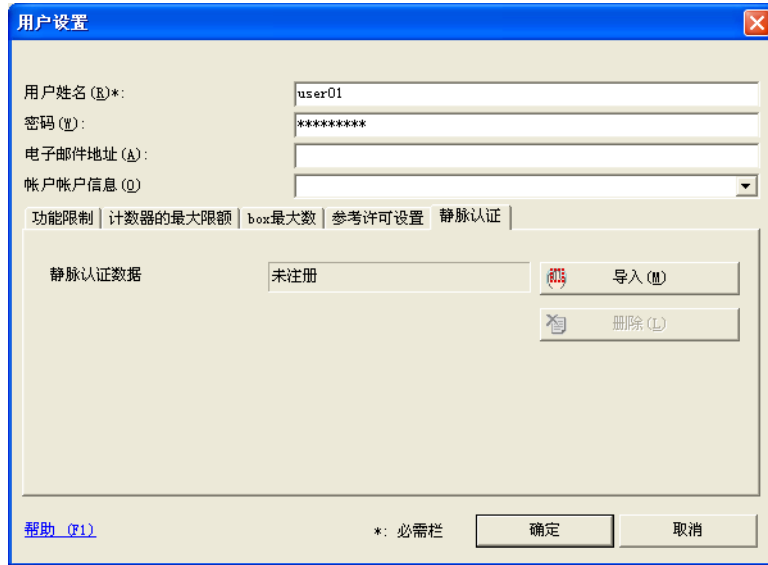 用户设置
用户姓名(R)*: user01
密码(W): *********
电子邮件地址(A):
帐户帐户信息(O)
功能限制 计数器的最大限额 box最大数 参考许可设置 静脉认证
静脉认证数据 未注册 导入(M)
删除(L)
帮助 (F1) *: 必需栏 确定 取消